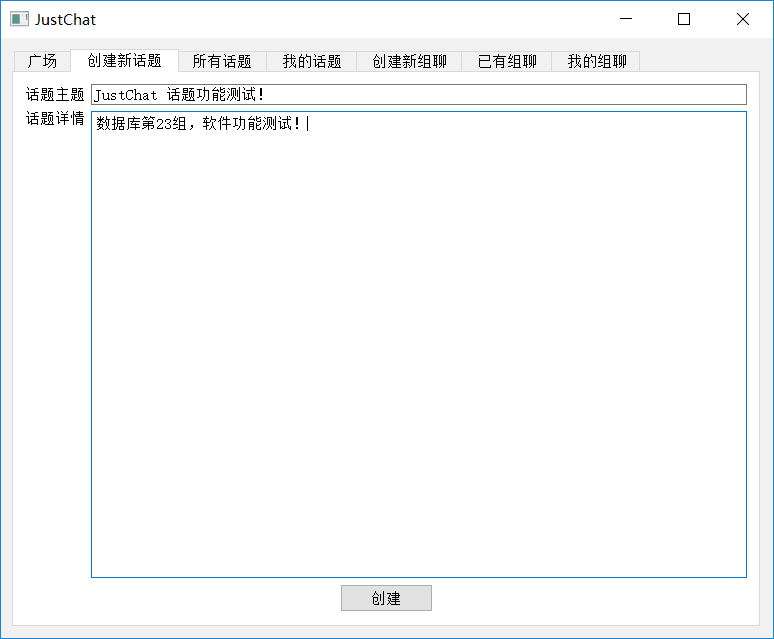 JustChat
广场 创建新话题 所有话题 我的话题 创建新组聊 已有组聊 我的组聊
话题主题 JustChat 话题功能测试!
话题详情 数据库第23组，软件功能测试!
创建